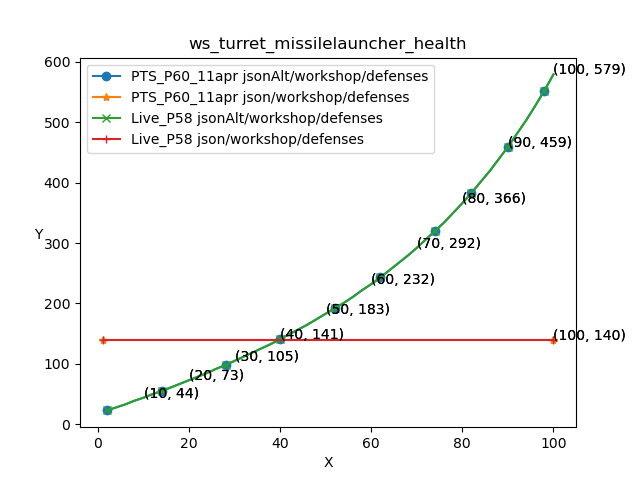 ws_turret_missilelauncher_health
PTS_P60_11apr jsonAlt/workshop/defenses
PTS_P60_11apr json/workshop/defenses
Live_P58 jsonAlt/workshop/defenses
Live_P58 json/workshop/defenses
600
500
400
300
200
100
0
Y
(100, 579)
(90, 459)
(80, 366)
(70, 292)
(60, 232)
(50, 183)
(40, 141)
(100, 140)
(30, 105)
(20, 73)
(10, 44)
0 20 40 60 80 100
X